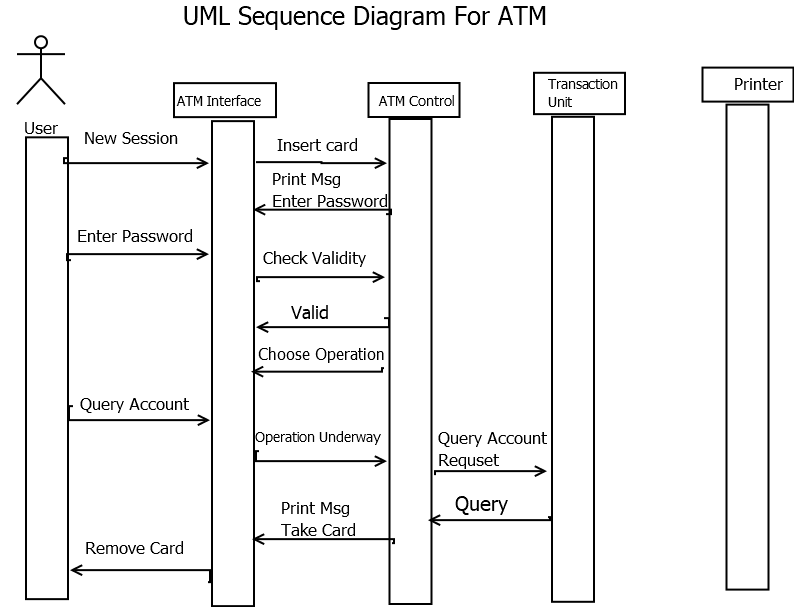 UML Sequence Diagram For ATM
User
ATM Interface
ATM Control
Transaction
Unit
Printer
New Session
Insert card
Print Msg
Enter Password
Enter Password
Check Validity
Valid
Choose Operation
Query Account
Operation Underway
Query Account
Requset
Query
Print Msg
Take Card
Remove Card